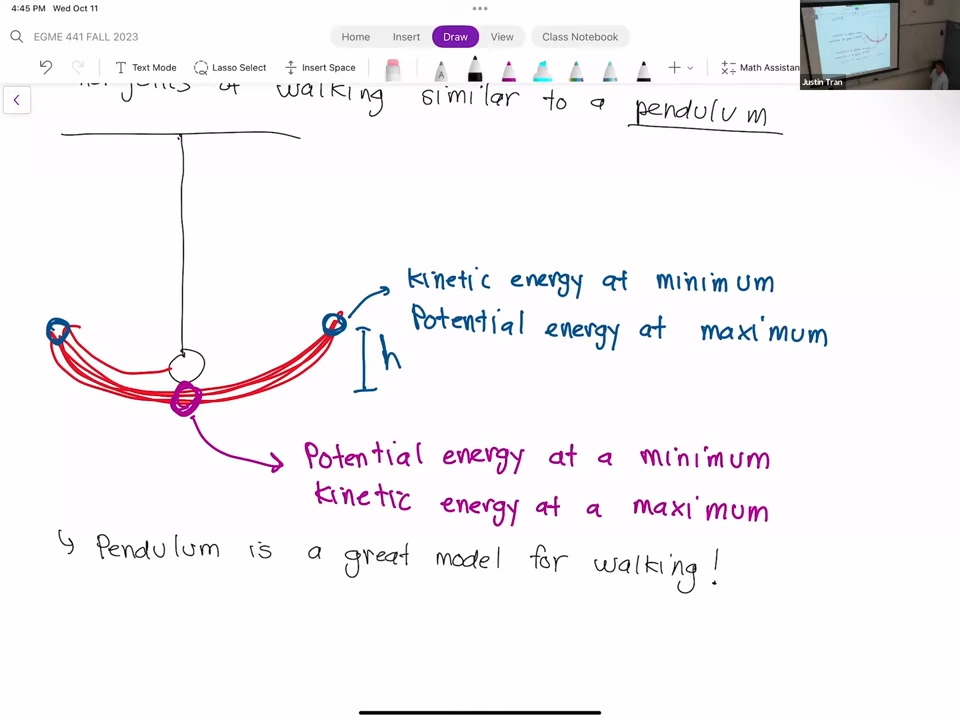 4:45 PM Wed Oct 11
EGME 441 FALL 2023
Home Insert Draw View Class Notebook
Text Mode Lasso Select Insert Space
Math Assistan
Justin Tran
of walking similar to a pendulum
kinetic energy at minimum
Potential energy at maximum
h
Potential energy at a minimum
kinetic energy at a maximum
↳ Pendulum is a great model for walking!